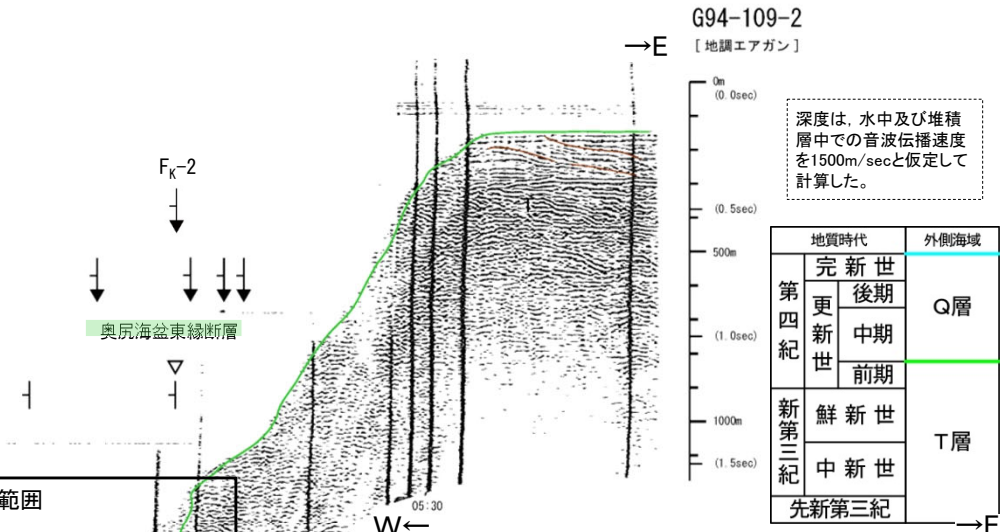 G94-109-2
[ 地調エアガン ]
→E
0m
(0.0sec)
深度は，水中及び堆積
層中での音波伝播速度
を1500m/secと仮定して
計算した。
FK-2
(0.5sec)
500m
奥尻海盆東縁断層
(1.0sec)
1000m
(1.5sec)
地質時代 外側海域
第四紀 完新世 Q層
更新世 後期
中期
前期
新第三紀 鮮新世 T層
中新世
先新第三紀
範囲
05:30
W←
→E